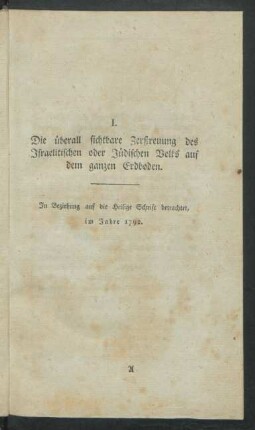 I.
Die überall sichtbare Zerstreuung des
Israelitischen oder Jüdischen Volks auf
dem ganzen Erdboden.
In Beziehung auf die Heilige Schrift betrachtet,
im Jahre 1792.
A